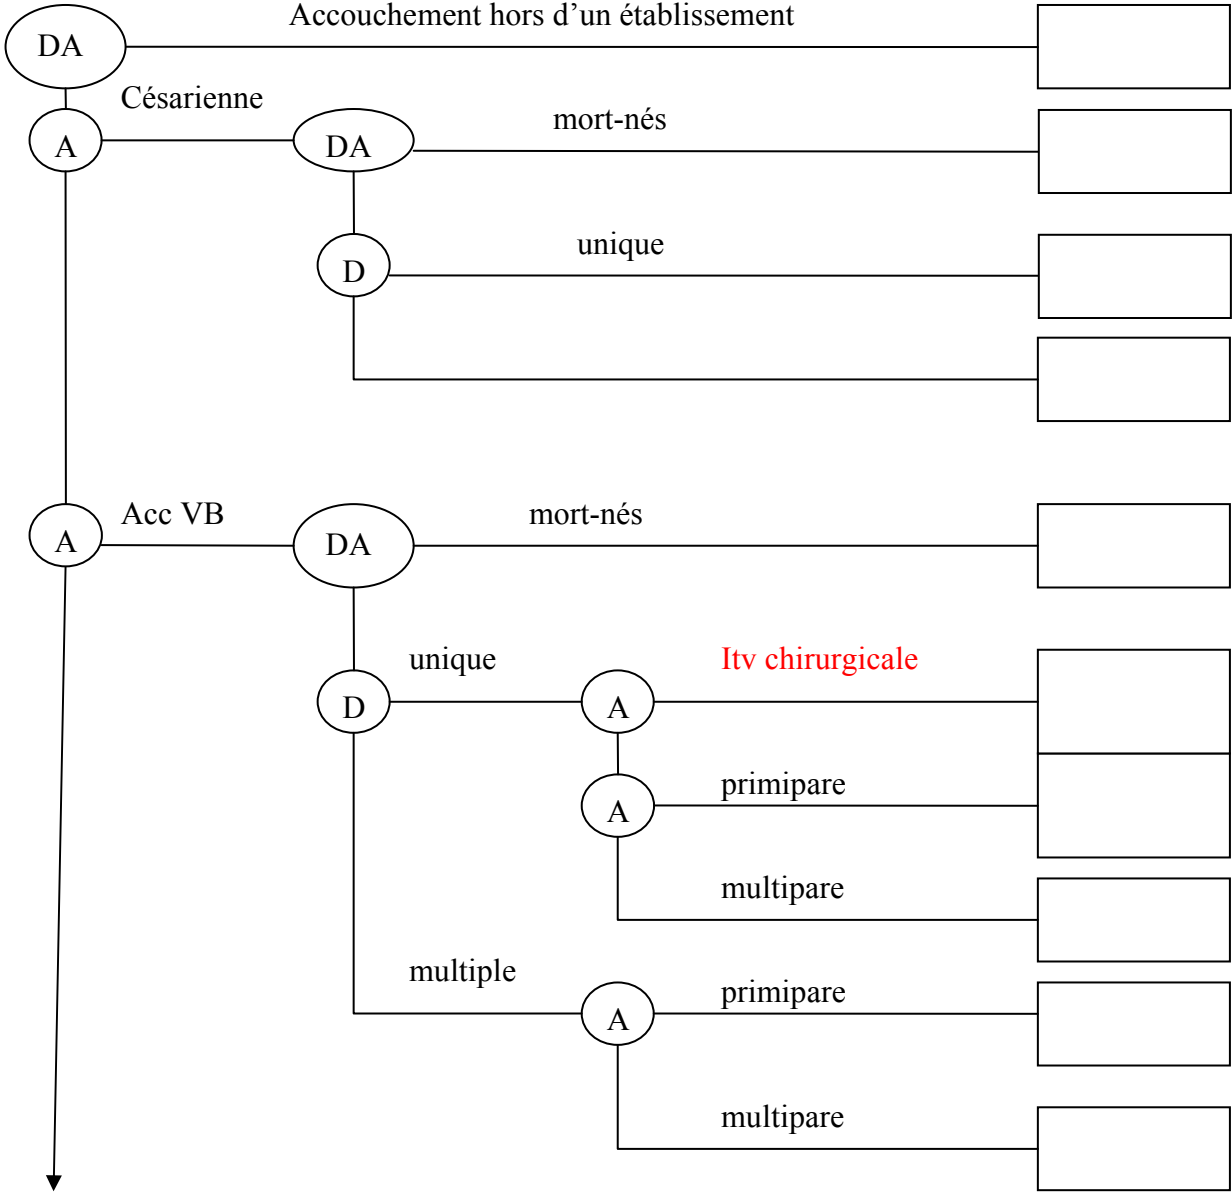 Accouchement hors d’un établissement
DA
Césarienne
A
DA
mort-nés
D
unique
A
Acc VB
DA
mort-nés
D
unique
A
Itv chirurgicale
A
primipare
multipare
multiple
A
primipare
multipare